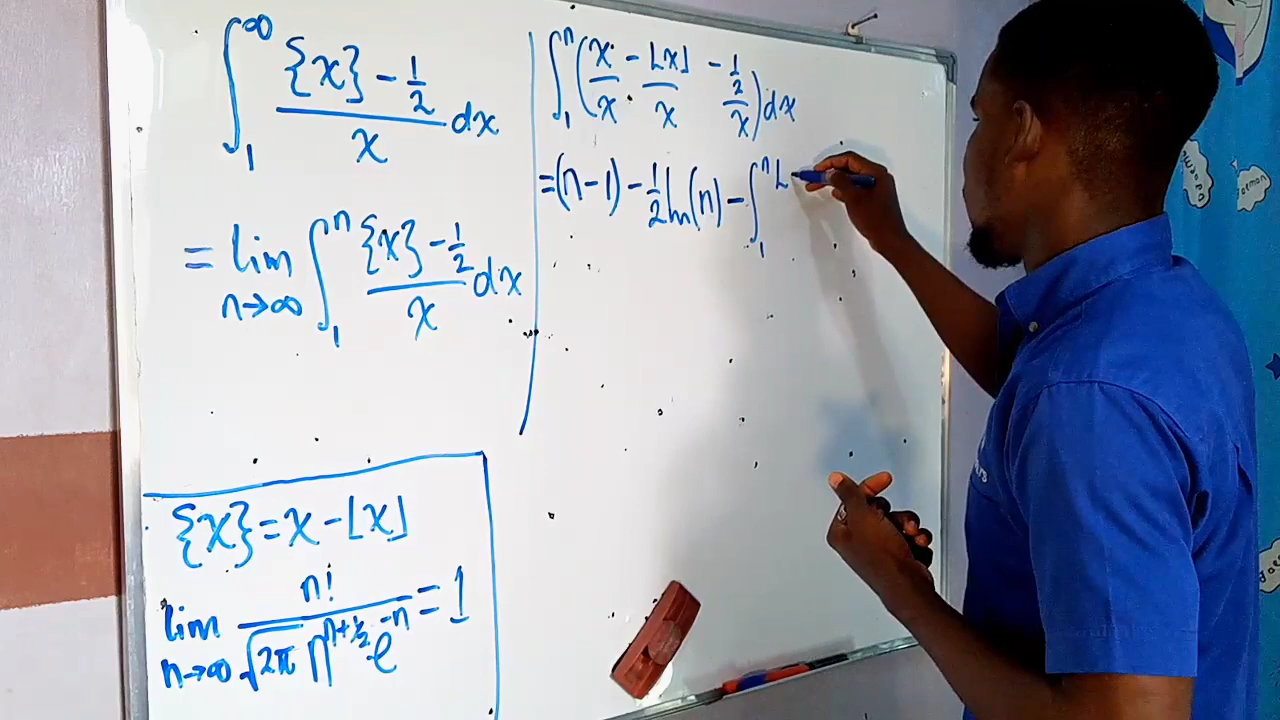 ∫₁^∞ ({x} - 1/2)/x dx
= lim n→∞ ∫₁ⁿ ({x} - 1/2)/x dx
{x} = x - ⌊x⌋
lim n→∞ n!/(√2π n^(n+1/2) e^(-n)) = 1
∫₁ⁿ (x/x - ⌊x⌋/x - (1/2)/x) dx
= (n-1) - 1/2 ln(n) - ∫₁ⁿ ⌊